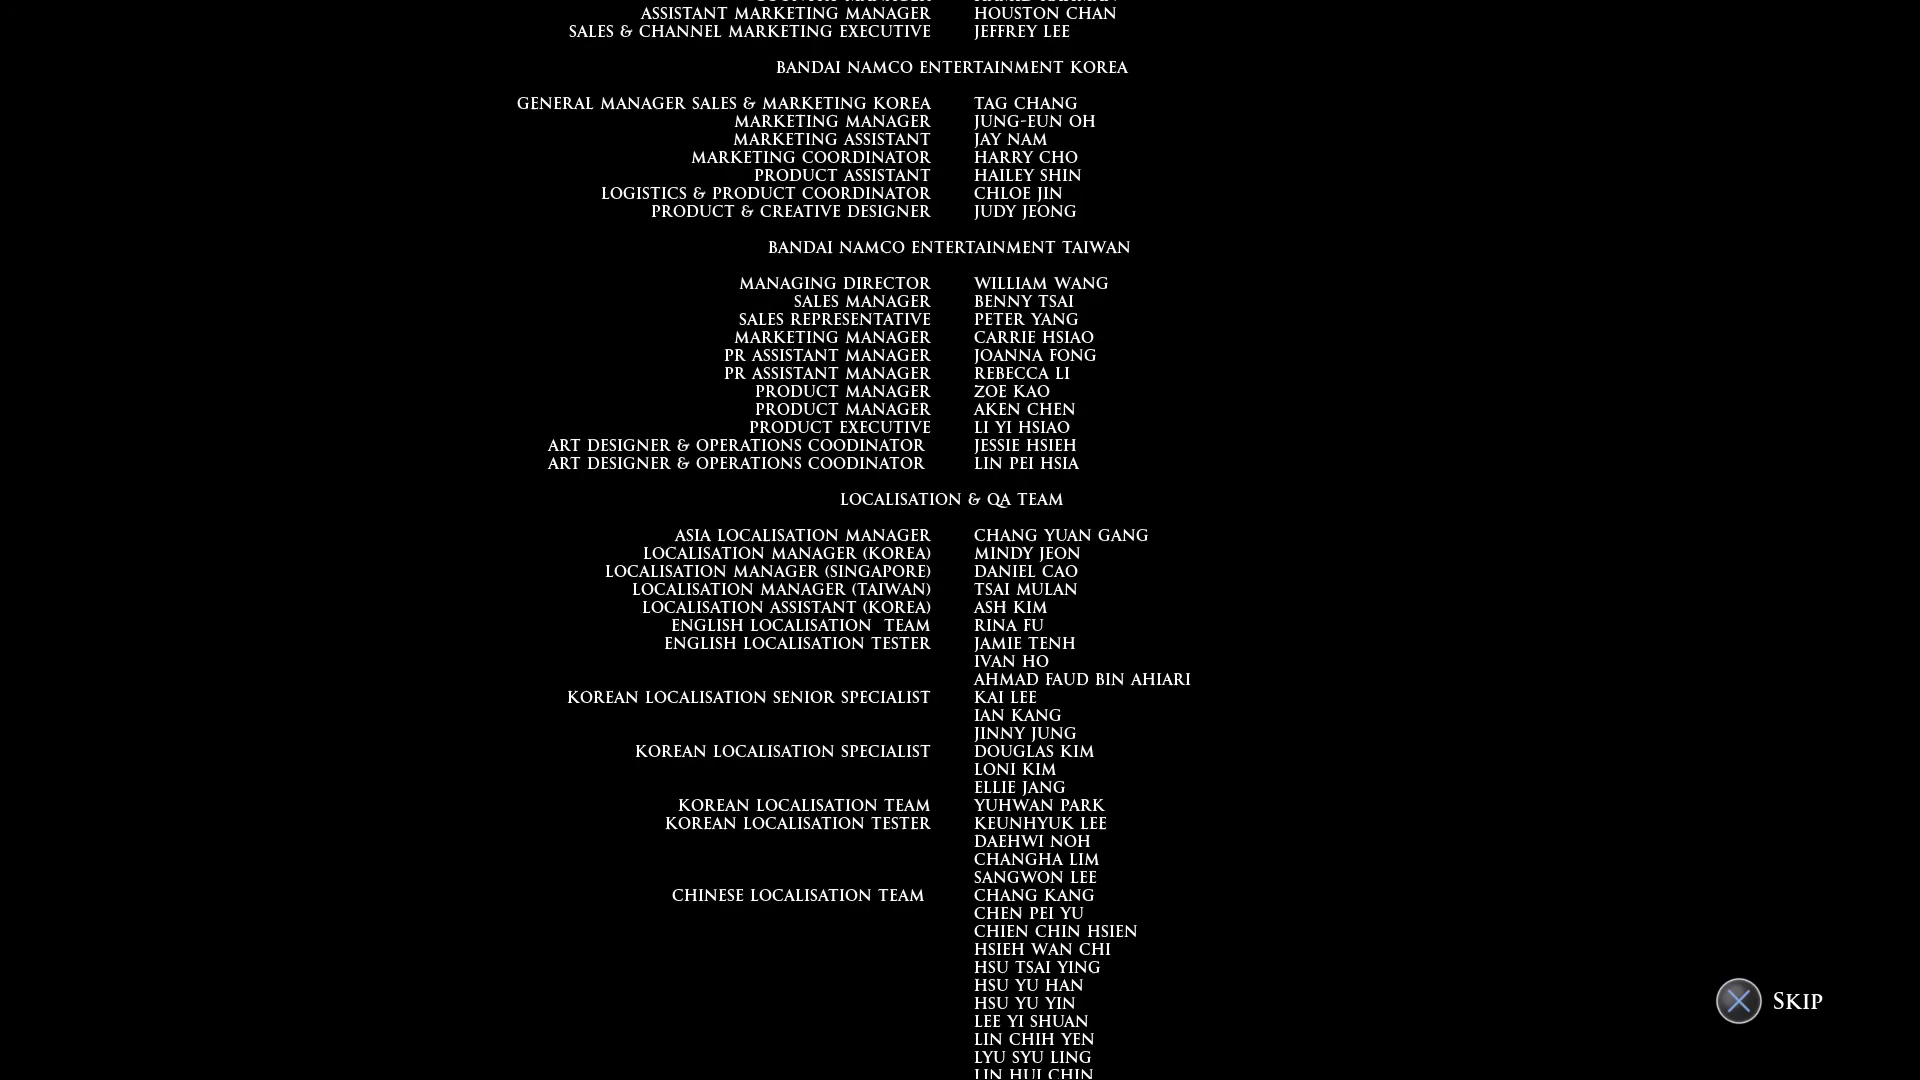 ASSISTANT MARKETING MANAGER HOUSTON CHAN
SALES & CHANNEL MARKETING EXECUTIVE JEFFREY LEE
BANDAI NAMCO ENTERTAINMENT KOREA
GENERAL MANAGER SALES & MARKETING KOREA TAG CHANG
MARKETING MANAGER JUNG-EUN OH
MARKETING ASSISTANT JAY NAM
MARKETING COORDINATOR HARRY CHO
PRODUCT ASSISTANT HAILEY SHIN
LOGISTICS & PRODUCT COORDINATOR CHLOE JIN
PRODUCT & CREATIVE DESIGNER JUDY JEONG
BANDAI NAMCO ENTERTAINMENT TAIWAN
MANAGING DIRECTOR WILLIAM WANG
SALES MANAGER BENNY TSAI
SALES REPRESENTATIVE PETER YANG
MARKETING MANAGER CARRIE HSIAO
PR ASSISTANT MANAGER JOANNA FONG
PR ASSISTANT MANAGER REBECCA LI
PRODUCT MANAGER ZOE KAO
PRODUCT MANAGER AKEN CHEN
PRODUCT EXECUTIVE LI YI HSIAO
ART DESIGNER & OPERATIONS COODINATOR JESSIE HSIEH
ART DESIGNER & OPERATIONS COODINATOR LIN PEI HSIA
LOCALISATION & QA TEAM
ASIA LOCALISATION MANAGER CHANG YUAN GANG
LOCALISATION MANAGER (KOREA) MINDY JEON
LOCALISATION MANAGER (SINGAPORE) DANIEL CAO
LOCALISATION MANAGER (TAIWAN) TSAI MULAN
LOCALISATION ASSISTANT (KOREA) ASH KIM
ENGLISH LOCALISATION TEAM RINA FU
ENGLISH LOCALISATION TESTER JAMIE TENH
IVAN HO
AHMAD FAUD BIN AHIARI
KOREAN LOCALISATION SENIOR SPECIALIST KAI LEE
IAN KANG
JINNY JUNG
KOREAN LOCALISATION SPECIALIST DOUGLAS KIM
LONI KIM
ELLIE JANG
KOREAN LOCALISATION TEAM YUHWAN PARK
KOREAN LOCALISATION TESTER KEUNHYUK LEE
DAEHWI NOH
CHANGHA LIM
SANGWON LEE
CHINESE LOCALISATION TEAM CHANG KANG
CHEN PEI YU
CHIEN CHIN HSIEN
HSIEH WAN CHI
HSU TSAI YING
HSU YU HAN
HSU YU YIN
LEE YI SHUAN
LIN CHIH YEN
LYU SYU LING
LIN HUI CHIN
SKIP